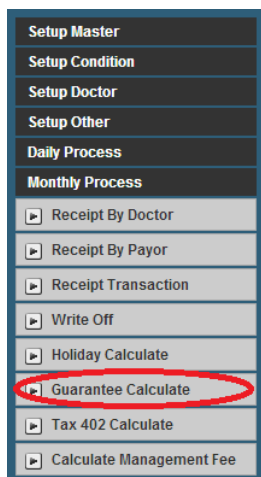 Setup Master
Setup Condition
Setup Doctor
Setup Other
Daily Process
Monthly Process
Receipt By Doctor
Receipt By Payor
Receipt Transaction
Write Off
Holiday Calculate
Guarantee Calculate
Tax 402 Calculate
Calculate Management Fee